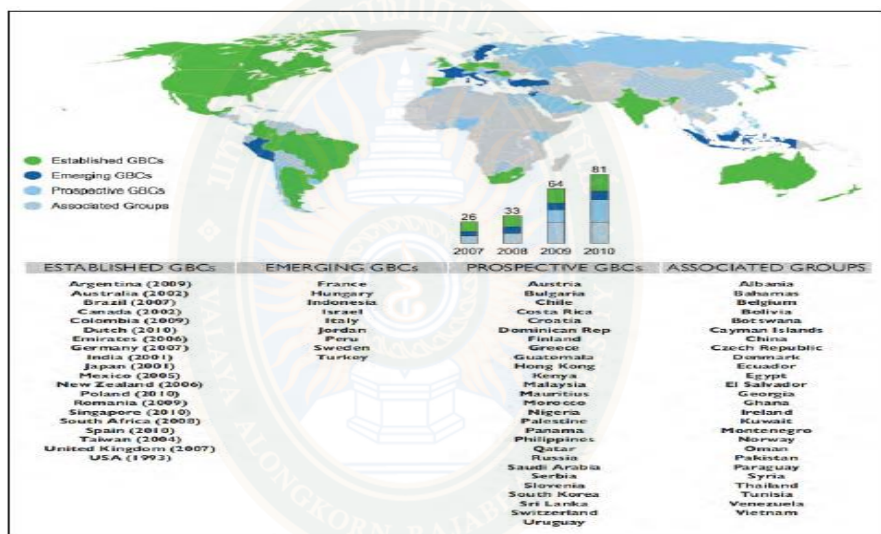 Established GBCs
Emerging GBCs
Prospective GBCs
Associated Groups
26
33
64
81
2007
2008
2009
2010
ESTABLISHED GBCs
Argentina (2009)
Australia (2002)
Brazil (2007)
Canada (2002)
Colombia (2009)
Dutch (2010)
Emirates (2006)
Germany (2007)
India (2001)
Japan (2001)
Mexico (2005)
New Zealand (2006)
Poland (2010)
Romania (2009)
Singapore (2010)
South Africa (2008)
Spain (2010)
Taiwan (2004)
United Kingdom (2007)
USA (1993)
EMERGING GBCs
France
Hungary
Indonesia
Israel
Italy
Jordan
Peru
Sweden
Turkey
PROSPECTIVE GBCs
Austria
Bulgaria
Chile
Costa Rica
Croatia
Dominican Rep
Finland
Greece
Guatemala
Hong Kong
Kenya
Malaysia
Mauritius
Morocco
Nigeria
Palestine
Panama
Philippines
Qatar
Russia
Saudi Arabia
Serbia
Slovenia
South Korea
Sri Lanka
Switzerland
Uruguay
ASSOCIATED GROUPS
Albania
Bahamas
Belgium
Bolivia
Botswana
Cayman Islands
China
Czech Republic
Denmark
Ecuador
Egypt
El Salvador
Georgia
Ghana
Ireland
Kuwait
Montenegro
Norway
Oman
Pakistan
Paraguay
Syria
Thailand
Tunisia
Venezuela
Vietnam